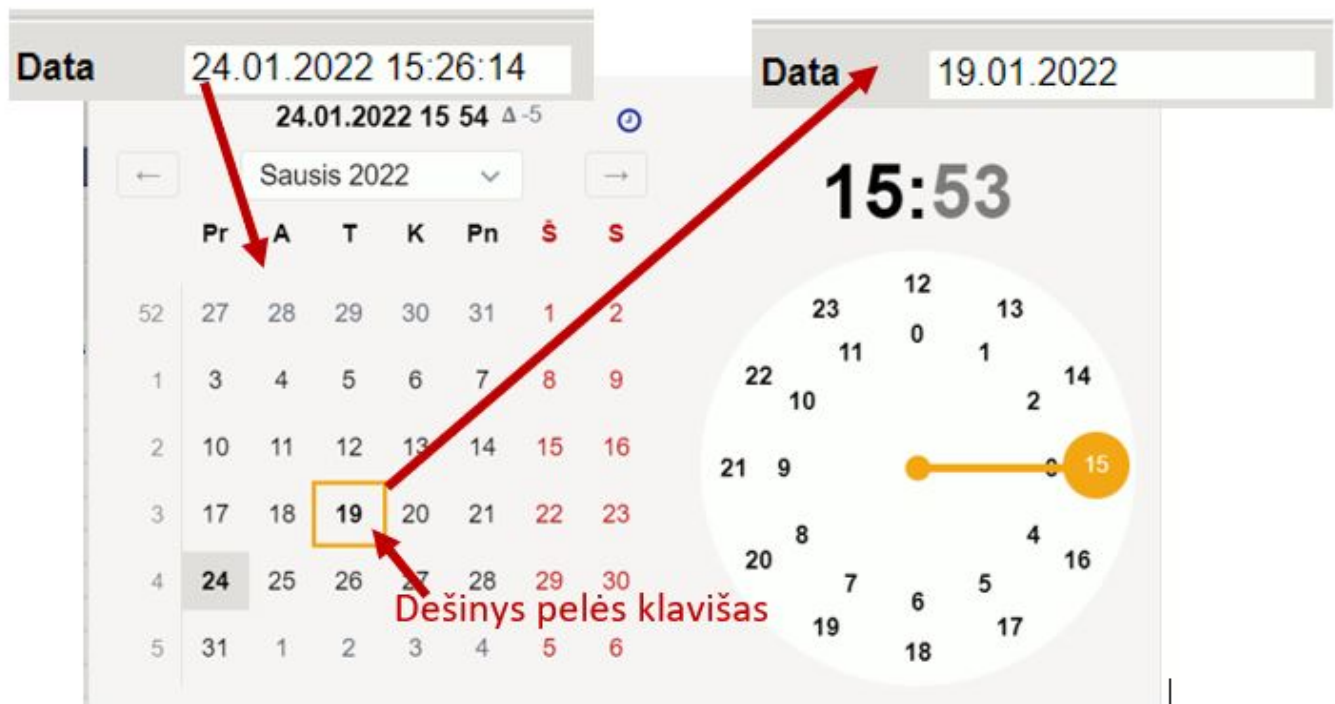 Data 24.01.2022 15:26:14
Data 19.01.2022
24.01.2022 15 54 Δ -5
← Sausis 2022 →
Pr A T K Pn Š S
52 27 28 29 30 31 1 2
1 3 4 5 6 7 8 9
2 10 11 12 13 14 15 16
3 17 18 19 20 21 22 23
4 24 25 26 27 28 29 30
5 31 1 2 3 4 5 6
Dešinys pelės klavišas
15:53
12
23 13
0
11 1
22 14
10 2
21 9 15
8 4
20 16
7 5
6
19 17
18